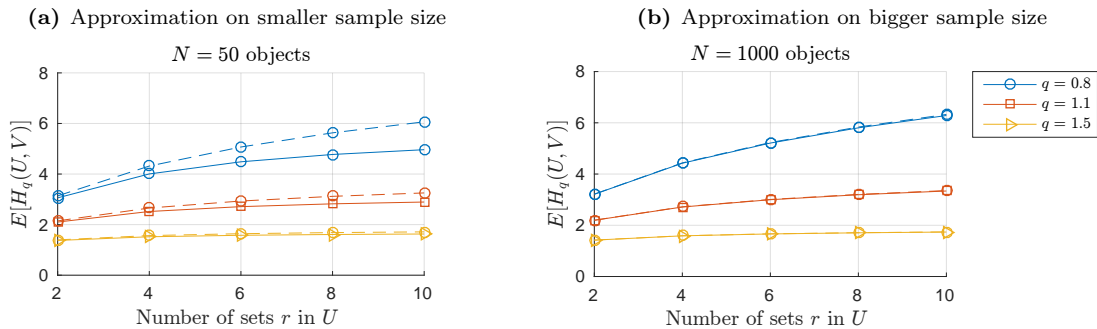 (a) Approximation on smaller sample size
N = 50 objects
8
6
4
2
0
E[H_q(U, V)]
2 4 6 8 10
Number of sets r in U
(b) Approximation on bigger sample size
N = 1000 objects
8
6
4
2
0
E[H_q(U, V)]
2 4 6 8 10
Number of sets r in U
q = 0.8
q = 1.1
q = 1.5